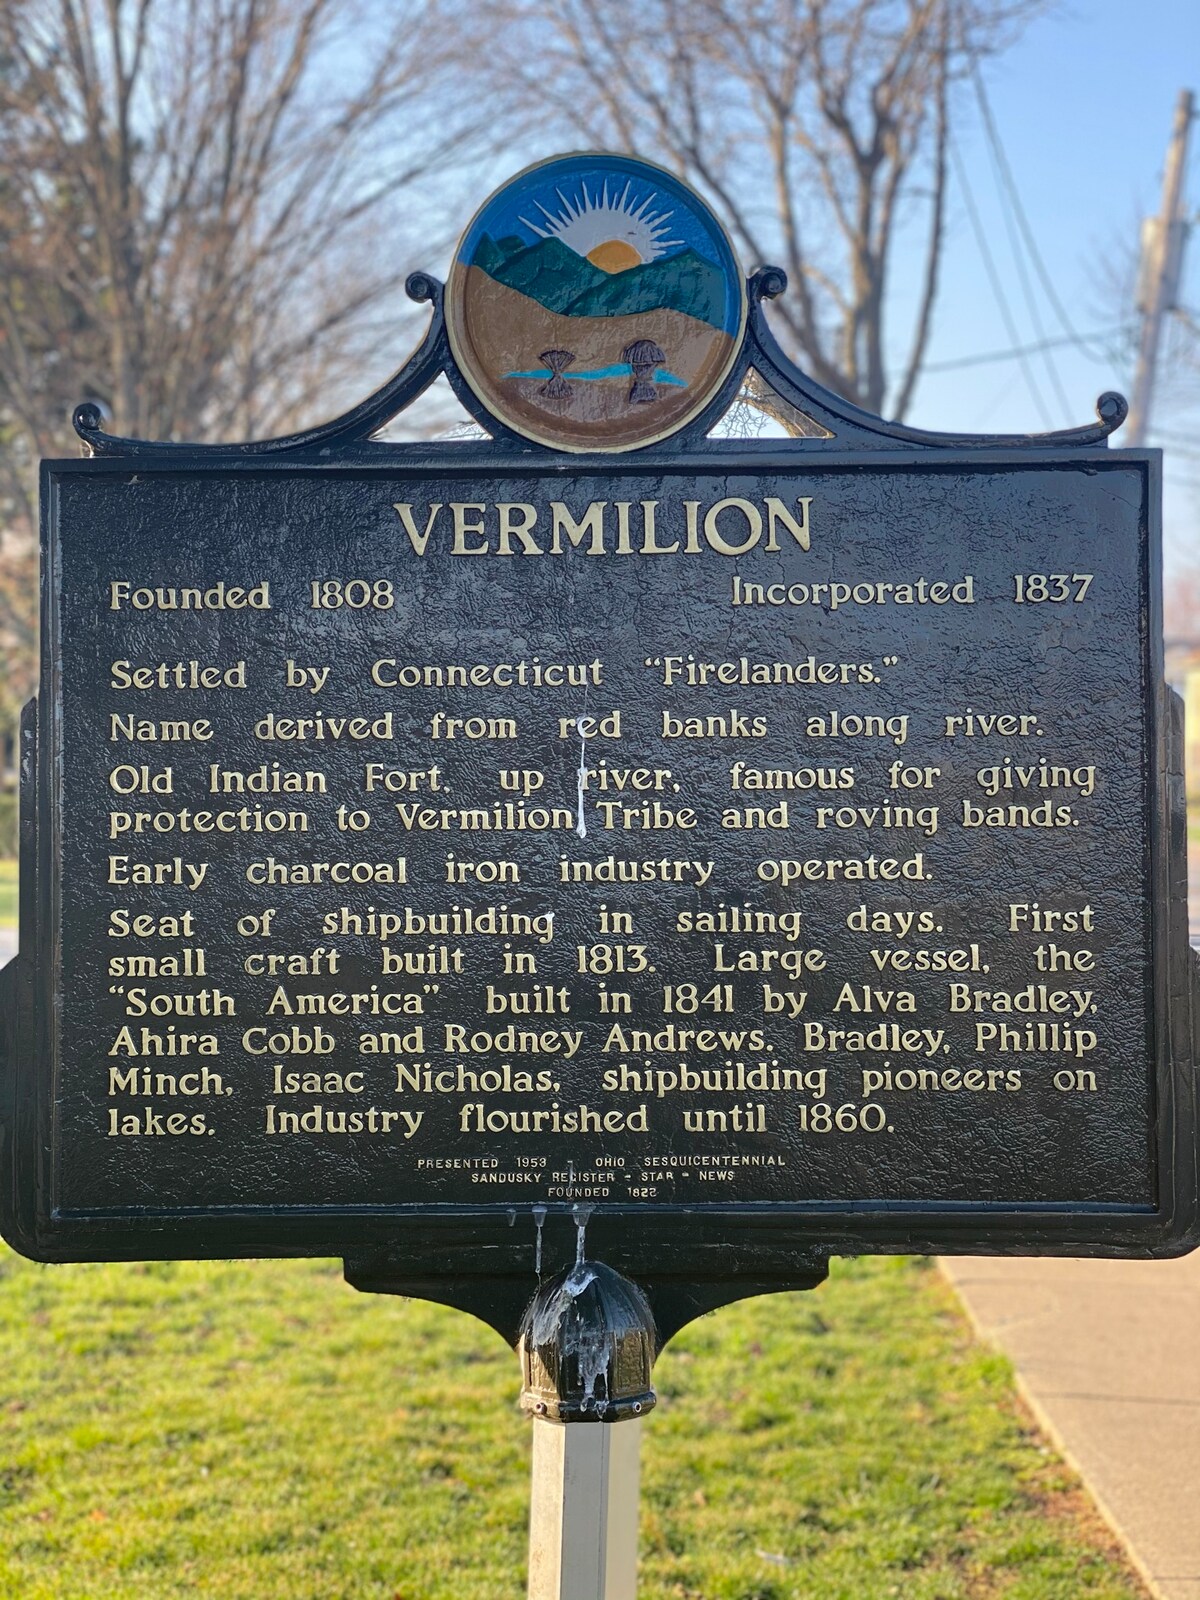 VERMILION
Founded 1808 Incorporated 1837
Settled by Connecticut “Firelanders.”
Name derived from red banks along river.
Old Indian Fort, up river, famous for giving
protection to Vermilion Tribe and roving bands.
Early charcoal iron industry operated.
Seat of shipbuilding in sailing days. First
small craft built in 1813. Large vessel, the
“South America” built in 1841 by Alva Bradley,
Ahira Cobb and Rodney Andrews. Bradley, Phillip
Minch, Isaac Nicholas, shipbuilding pioneers on
lakes. Industry flourished until 1860.
PRESENTED 1953 - OHIO SESQUICENTENNIAL
SANDUSKY REGISTER - STAR - NEWS
FOUNDED 1822